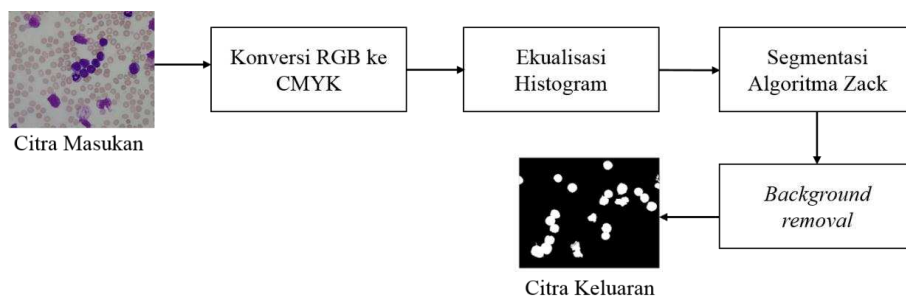 Citra Masukan
Konversi RGB ke
CMYK
Ekualisasi
Histogram
Segmentasi
Algoritma Zack
Background
removal
Citra Keluaran